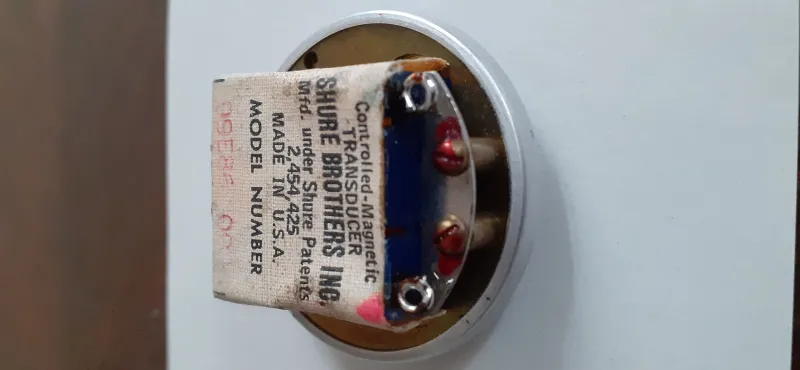 Controlled-Magnetic
TRANSDUCER
SHURE BROTHERS INC.
Mfd. under Shure Patents
2,454,425
MADE IN U.S.A.
MODEL NUMBER